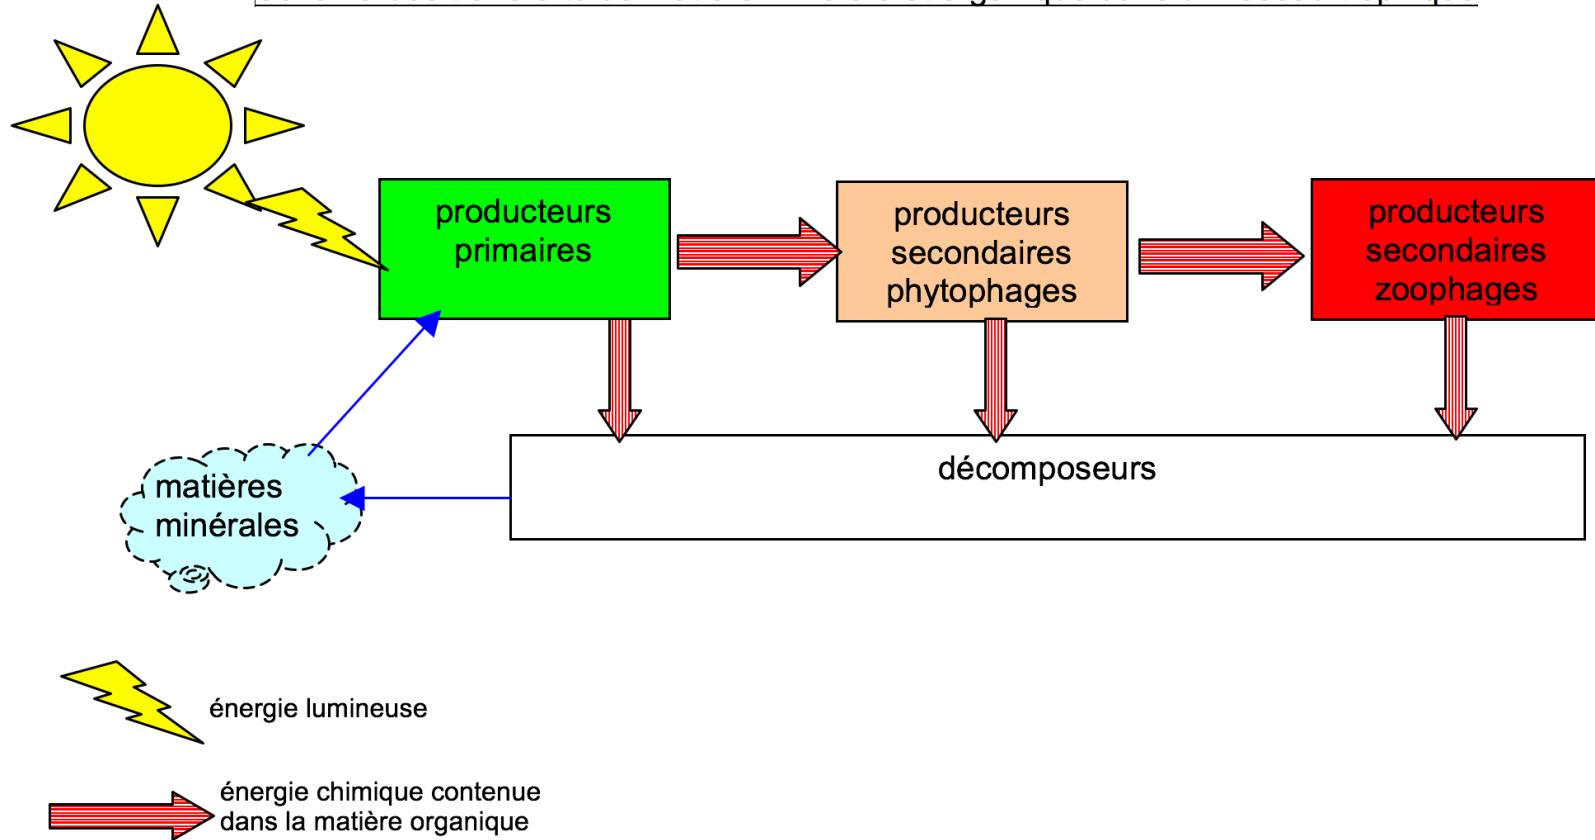 producteurs
primaires
producteurs
secondaires
phytophages
producteurs
secondaires
zoophages
décomposeurs
matières
minérales
énergie lumineuse
énergie chimique contenue
dans la matière organique